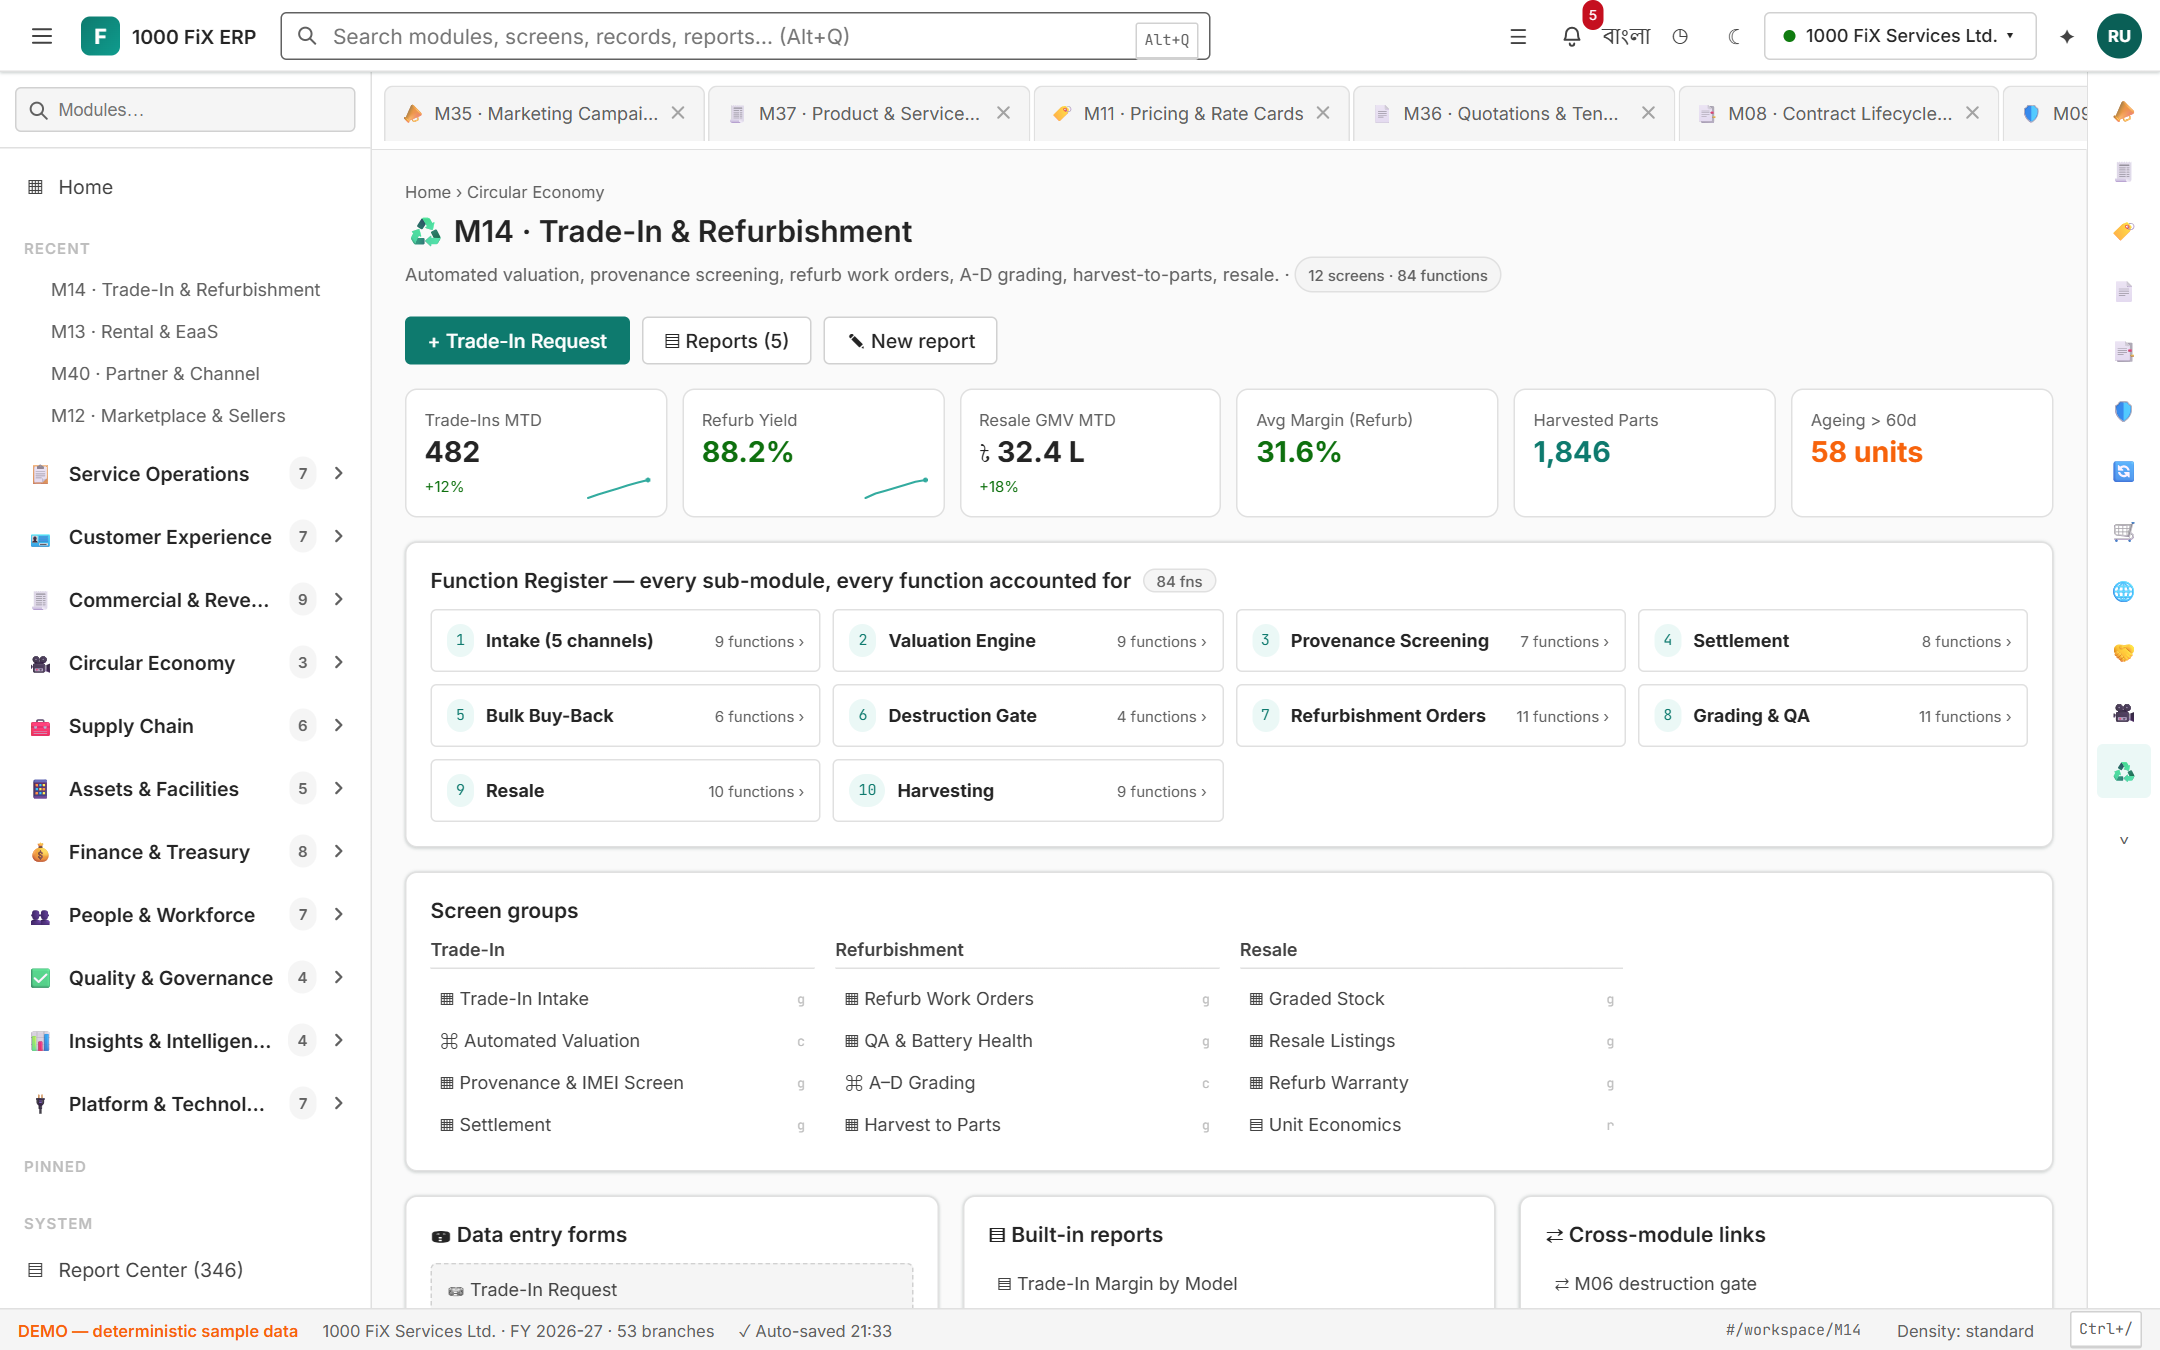 F 1000 FiX ERP
Search modules, screens, records, reports... (Alt+Q)
Alt+Q
5
বাংলা
1000 FiX Services Ltd.
RU
Modules...
M35 · Marketing Campai...
M37 · Product & Service...
M11 · Pricing & Rate Cards
M36 · Quotations & Ten...
M08 · Contract Lifecycle...
M09
Home
RECENT
M14 · Trade-In & Refurbishment
M13 · Rental & EaaS
M40 · Partner & Channel
M12 · Marketplace & Sellers
Service Operations 7
Customer Experience 7
Commercial & Reve... 9
Circular Economy 3
Supply Chain 6
Assets & Facilities 5
Finance & Treasury 8
People & Workforce 7
Quality & Governance 4
Insights & Intelligen... 4
Platform & Technol... 7
PINNED
SYSTEM
Report Center (346)
Home › Circular Economy
M14 · Trade-In & Refurbishment
Automated valuation, provenance screening, refurb work orders, A-D grading, harvest-to-parts, resale. · 12 screens · 84 functions
+ Trade-In Request
Reports (5)
New report
Trade-Ins MTD
482
+12%
Refurb Yield
88.2%
Resale GMV MTD
৳ 32.4 L
+18%
Avg Margin (Refurb)
31.6%
Harvested Parts
1,846
Ageing > 60d
58 units
Function Register — every sub-module, every function accounted for 84 fns
1 Intake (5 channels) 9 functions ›
2 Valuation Engine 9 functions ›
3 Provenance Screening 7 functions ›
4 Settlement 8 functions ›
5 Bulk Buy-Back 6 functions ›
6 Destruction Gate 4 functions ›
7 Refurbishment Orders 11 functions ›
8 Grading & QA 11 functions ›
9 Resale 10 functions ›
10 Harvesting 9 functions ›
Screen groups
Trade-In
Trade-In Intake g
Automated Valuation c
Provenance & IMEI Screen g
Settlement g
Refurbishment
Refurb Work Orders g
QA & Battery Health g
A–D Grading c
Harvest to Parts g
Resale
Graded Stock g
Resale Listings g
Refurb Warranty g
Unit Economics r
Data entry forms
Trade-In Request
Built-in reports
Trade-In Margin by Model
Cross-module links
M06 destruction gate
DEMO — deterministic sample data
1000 FiX Services Ltd. · FY 2026-27 · 53 branches
✓ Auto-saved 21:33
#/workspace/M14
Density: standard
Ctrl+/